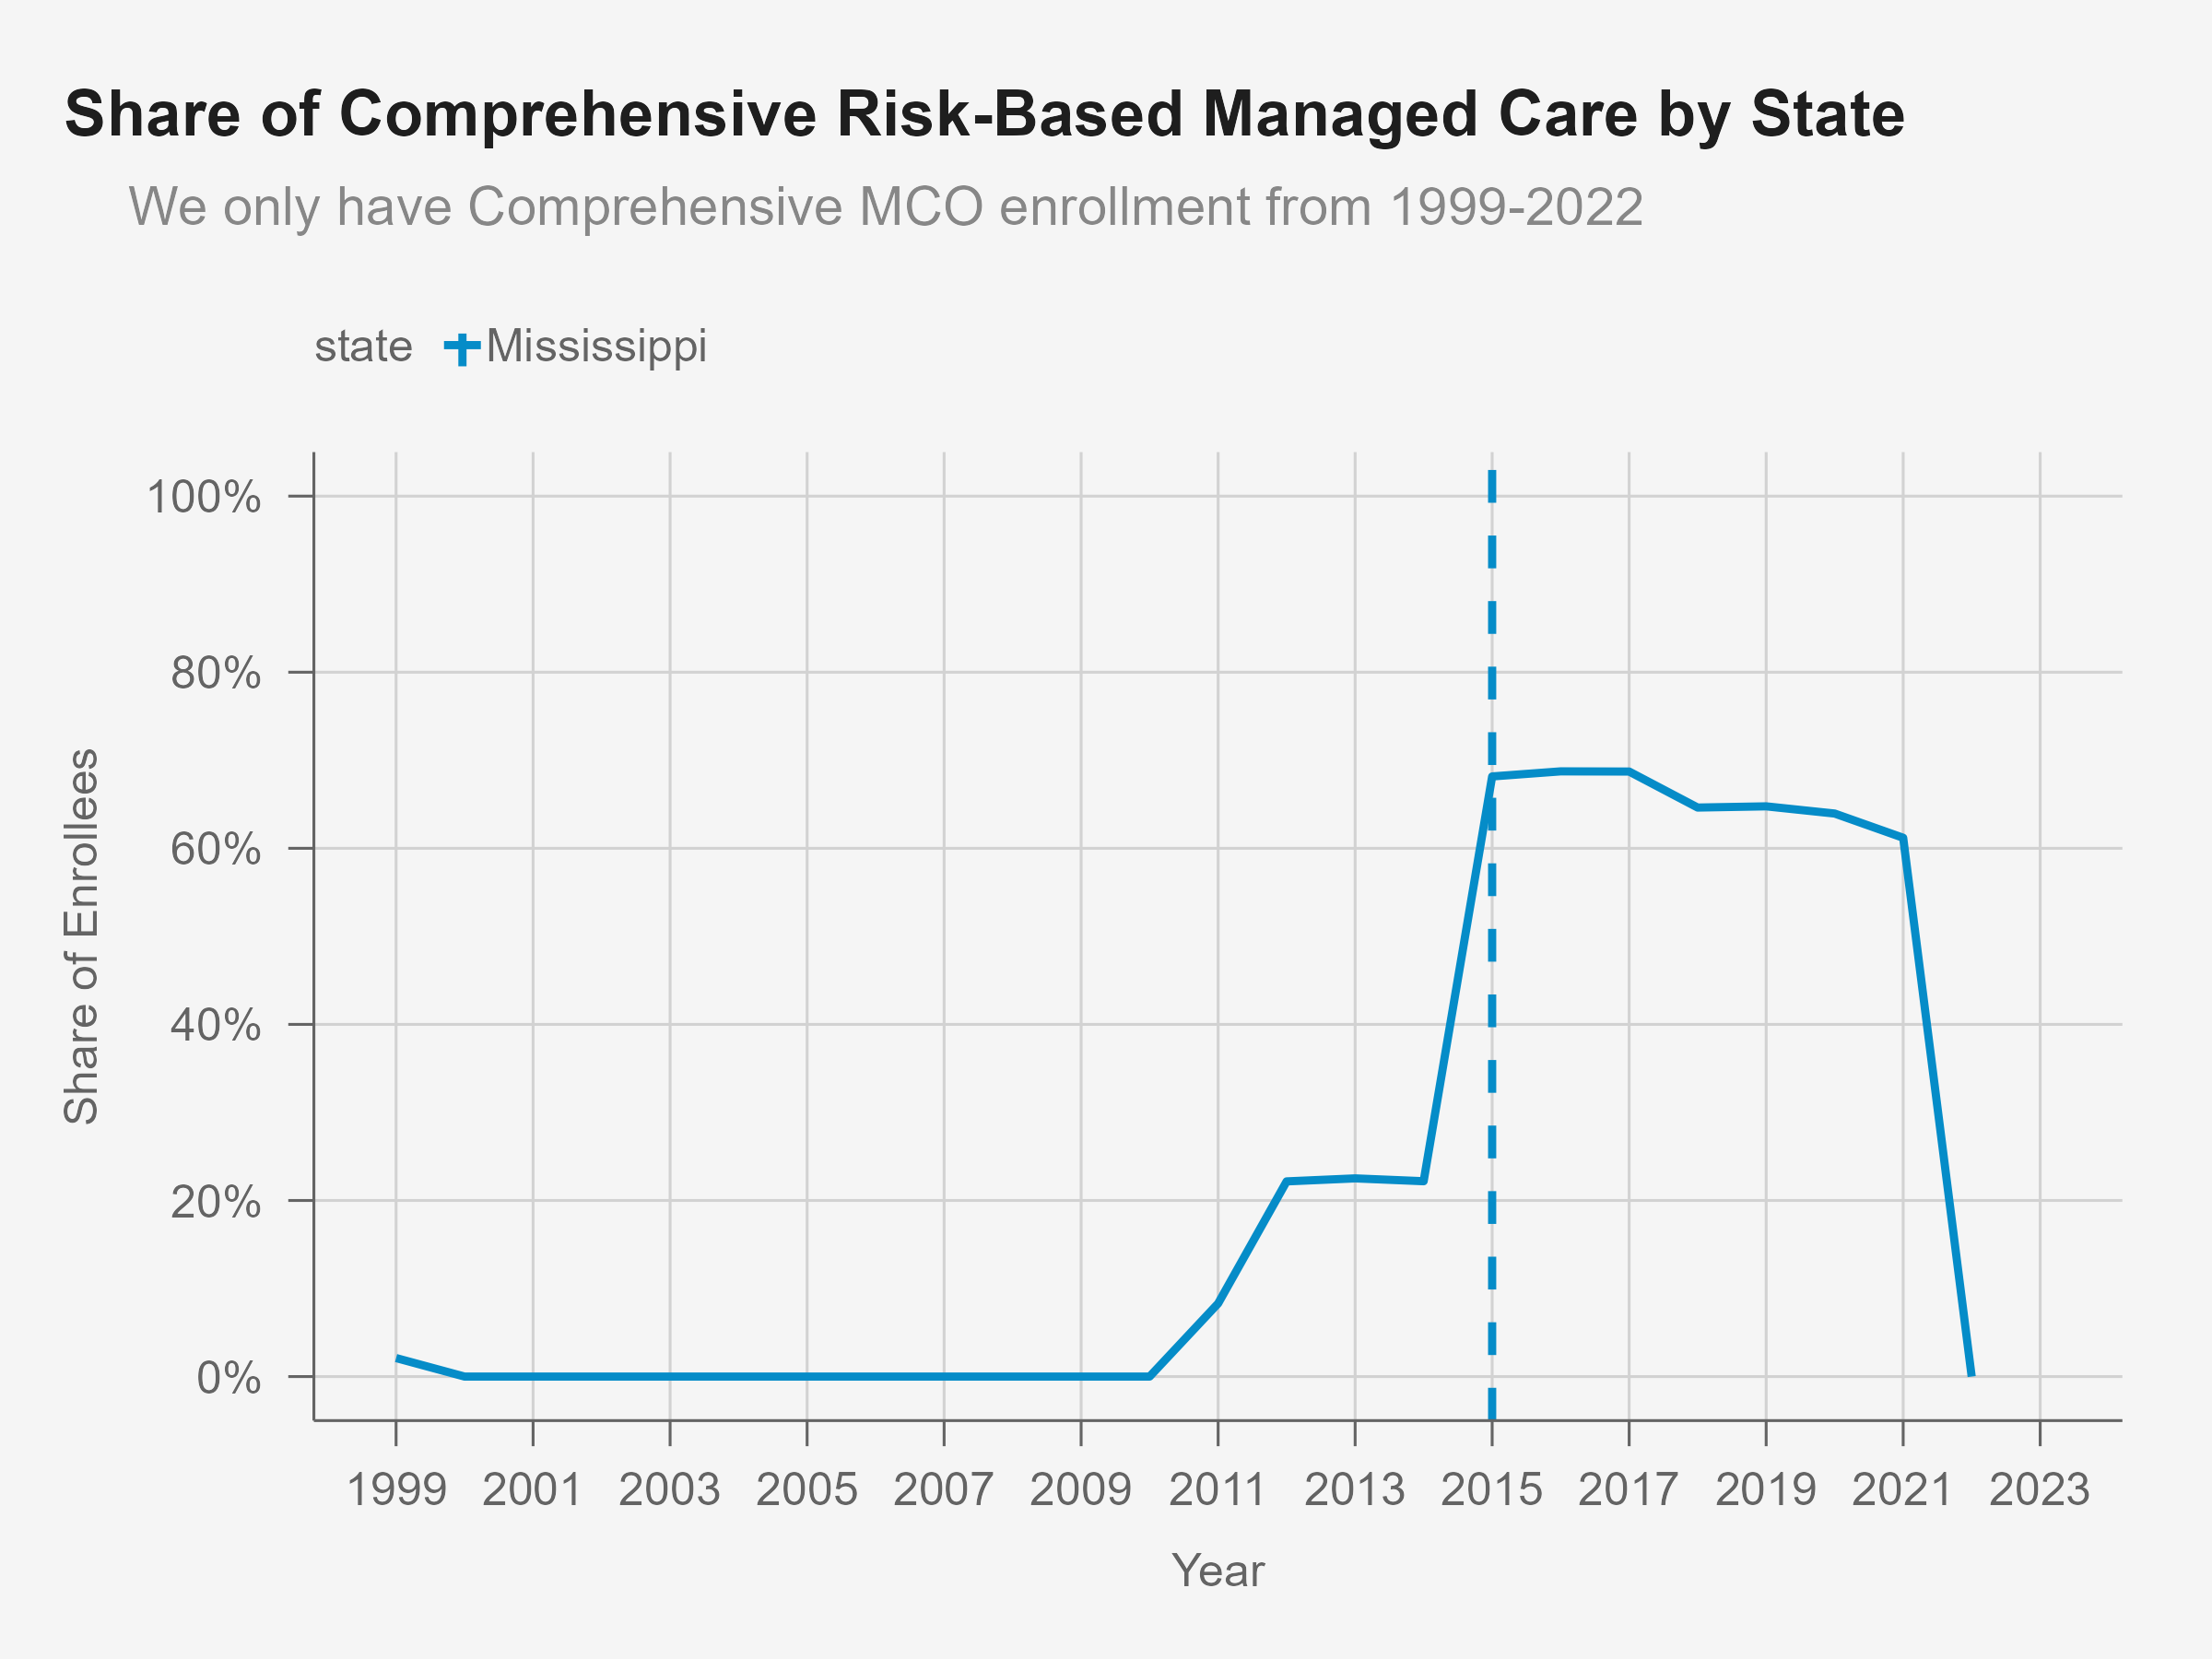 Share of Comprehensive Risk-Based Managed Care by State
We only have Comprehensive MCO enrollment from 1999-2022
state Mississippi
100%
80%
60%
40%
20%
0%
Share of Enrollees
1999 2001 2003 2005 2007 2009 2011 2013 2015 2017 2019 2021 2023
Year